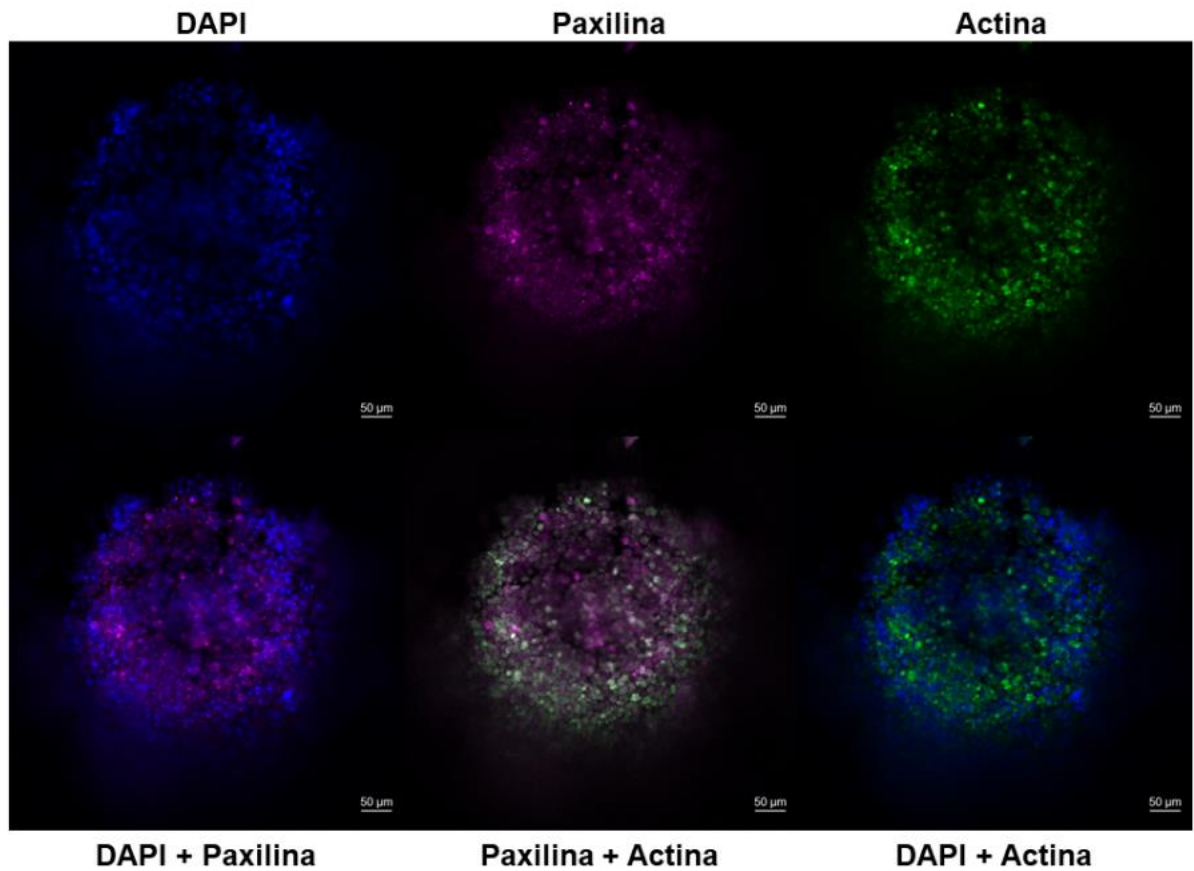 DAPI Paxilina Actina
50 µm 50 µm 50 µm
50 µm 50 µm 50 µm
DAPI + Paxilina Paxilina + Actina DAPI + Actina